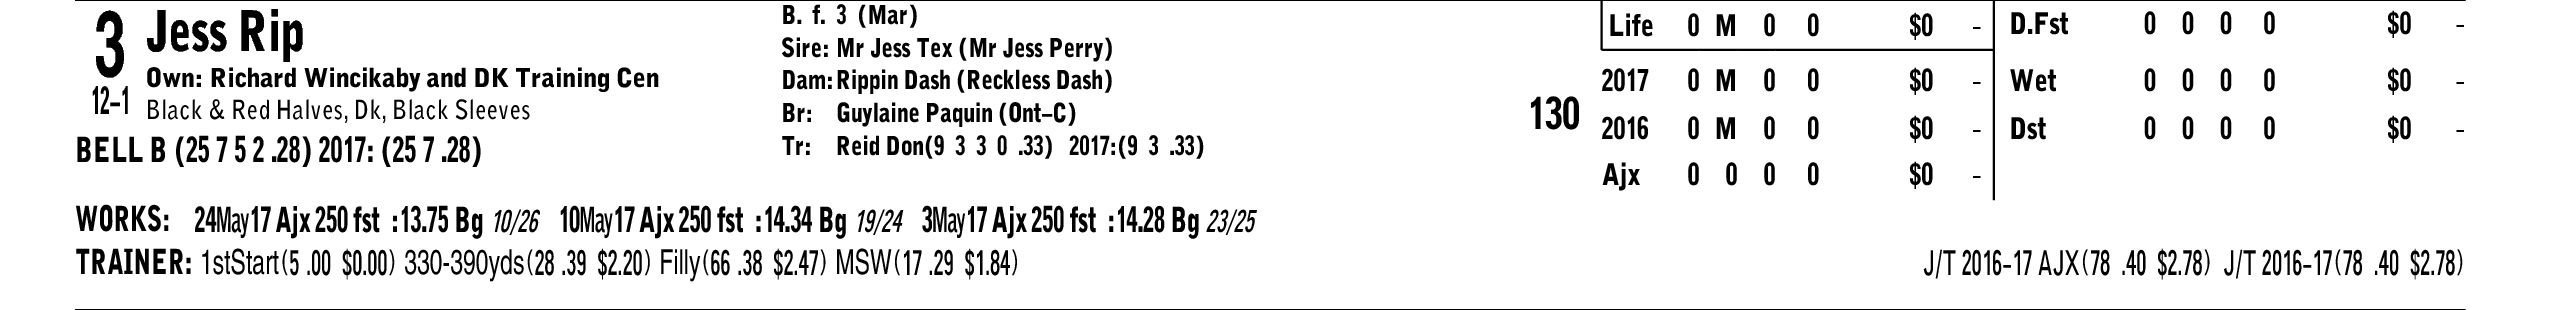 3 Jess Rip
Own: Richard Wincikaby and DK Training Cen
12–1 Black & Red Halves, Dk, Black Sleeves
BELL B (25 7 5 2 .28) 2017: (25 7 .28)
B. f. 3 (Mar)
Sire: Mr Jess Tex (Mr Jess Perry)
Dam: Rippin Dash (Reckless Dash)
Br: Guylaine Paquin (Ont–C)
Tr: Reid Don(9 3 3 0 .33) 2017:(9 3 .33)
130
Life 0 M 0 0 $0 -
2017 0 M 0 0 $0 -
2016 0 M 0 0 $0 -
Ajx 0 0 0 0 $0 -
D.Fst 0 0 0 0 $0 -
Wet 0 0 0 0 $0 -
Dst 0 0 0 0 $0 -
WORKS: 24May17 Ajx 250 fst :13.75 Bg 10/26 10May17 Ajx 250 fst :14.34 Bg 19/24 3May17 Ajx 250 fst :14.28 Bg 23/25
TRAINER: 1stStart(5 .00 $0.00) 330-390yds(28 .39 $2.20) Filly(66 .38 $2.47) MSW(17 .29 $1.84)
J/T 2016-17 AJX(78 .40 $2.78) J/T 2016-17(78 .40 $2.78)